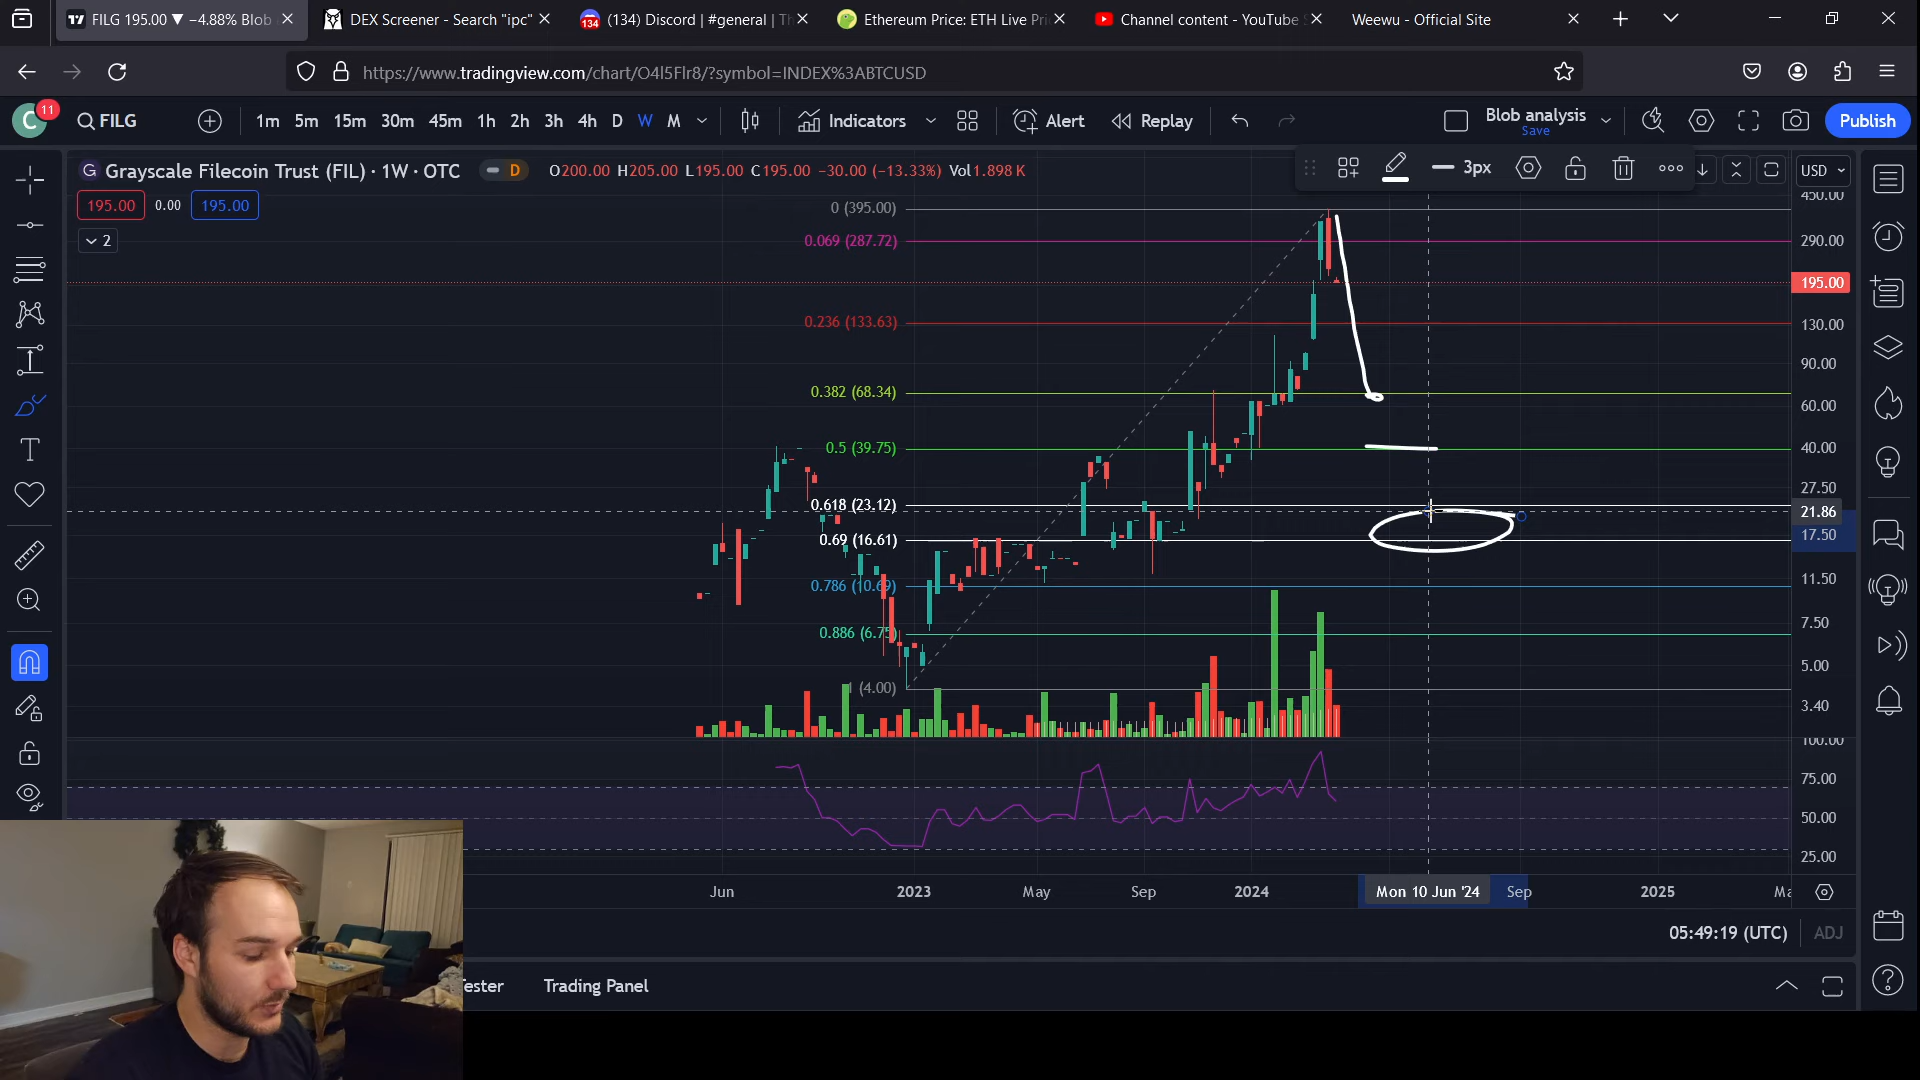 FILG 195.00 ▼ −4.88% Blob
DEX Screener - Search "ipc"
(134) Discord | #general | Th
Ethereum Price: ETH Live Pri
Channel content - YouTube S
Weewu - Official Site
https://www.tradingview.com/chart/O4l5Flr8/?symbol=INDEX%3ABTCUSD
C 11
FILG
1m 5m 15m 30m 45m 1h 2h 3h 4h D W M
Indicators
Alert
Replay
Blob analysis
Save
Publish
G Grayscale Filecoin Trust (FIL) · 1W · OTC
D
O200.00 H205.00 L195.00 C195.00 −30.00 (−13.33%) Vol1.898 K
3px
USD
195.00 0.00 195.00
2
0 (395.00)
0.069 (287.72)
0.236 (133.63)
0.382 (68.34)
0.5 (39.75)
0.618 (23.12)
0.69 (16.61)
0.786 (10.69)
0.886 (6.75)
1 (4.00)
450.00
290.00
195.00
130.00
90.00
60.00
40.00
27.50
21.86
17.50
11.50
7.50
5.00
3.40
100.00
75.00
50.00
25.00
Jun 2023 May Sep 2024 Mon 10 Jun '24 Sep 2025 Ma
05:49:19 (UTC) ADJ
ester Trading Panel